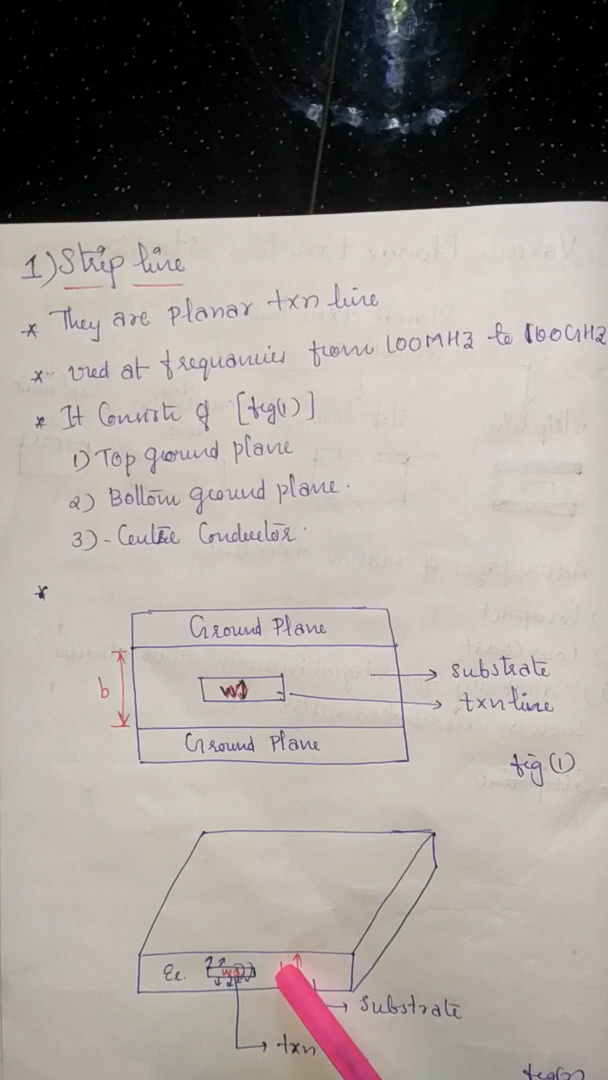 1) Strip line
* They are planar txn line
* used at frequancies from 100MHz to 100GHz
* It Consists of [fig(1)]
1) Top ground plane
2) Bottom ground plane.
3) - Centre Conductor.
*
Ground Plane
b
W
substrate
txn line
Ground Plane
fig (1)
Er.
W
substrate
txn